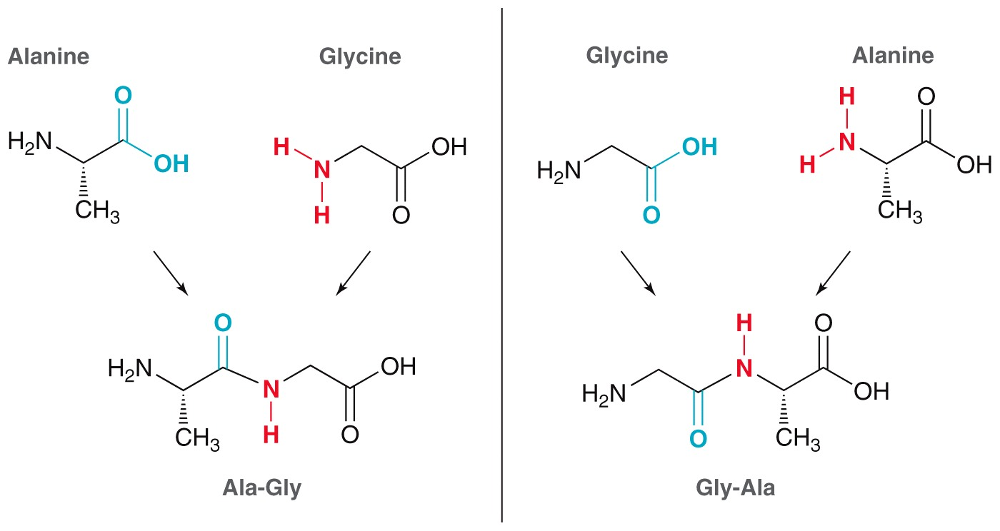 Alanine
Glycine
O
H₂N
OH
CH₃
H
N
H
OH
O
O
H₂N
CH₃
N
H
OH
O
Ala-Gly
Glycine
Alanine
H₂N
OH
O
H
H
N
O
OH
CH₃
H
O
N
H₂N
OH
O
CH₃
Gly-Ala